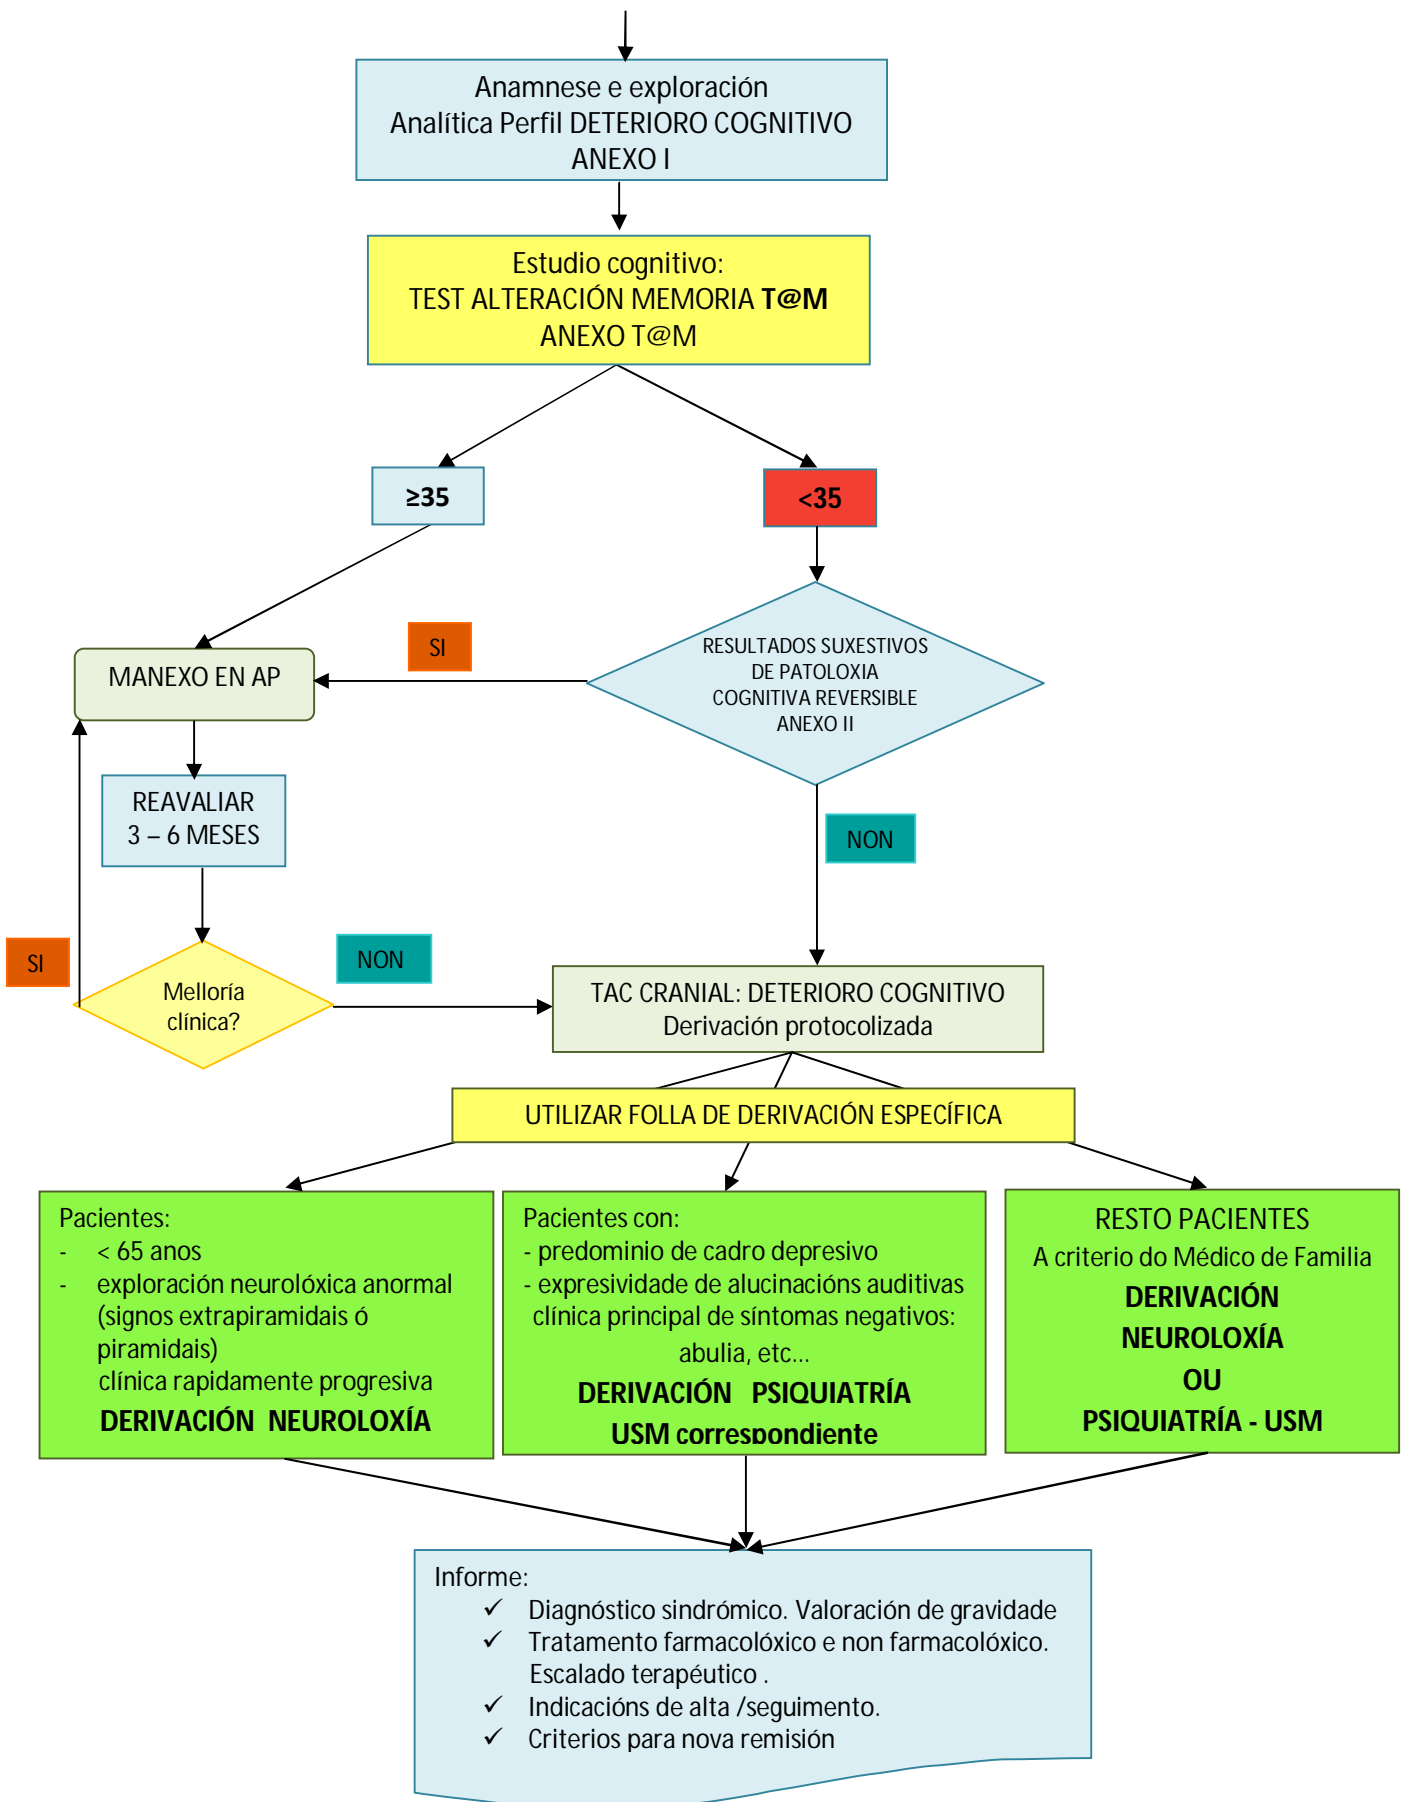 Anamnese e exploración
Analítica Perfil DETERIORO COGNITIVO
ANEXO I
Estudio cognitivo:
TEST ALTERACIÓN MEMORIA T@M
ANEXO T@M
≥35
<35
SI
RESULTADOS SUXESTIVOS
DE PATOLOXIA
COGNITIVA REVERSIBLE
ANEXO II
MANEXO EN AP
REAVALIAR
3 – 6 MESES
NON
SI
NON
Melloría
clínica?
TAC CRANIAL: DETERIORO COGNITIVO
Derivación protocolizada
UTILIZAR FOLLA DE DERIVACIÓN ESPECÍFICA
Pacientes:
- < 65 anos
- exploración neurolóxica anormal
(signos extrapiramidais ó
piramidais)
clínica rapidamente progresiva
DERIVACIÓN NEUROLOXÍA
Pacientes con:
- predominio de cadro depresivo
- expresividade de alucinacións auditivas
clínica principal de síntomas negativos:
abulia, etc...
DERIVACIÓN PSIQUIATRÍA
USM correspondiente
RESTO PACIENTES
A criterio do Médico de Familia
DERIVACIÓN
NEUROLOXÍA
OU
PSIQUIATRÍA - USM
Informe:
✓ Diagnóstico sindrómico. Valoración de gravidade
✓ Tratamento farmacolóxico e non farmacolóxico.
Escalado terapéutico .
✓ Indicacións de alta /seguimento.
✓ Criterios para nova remisión